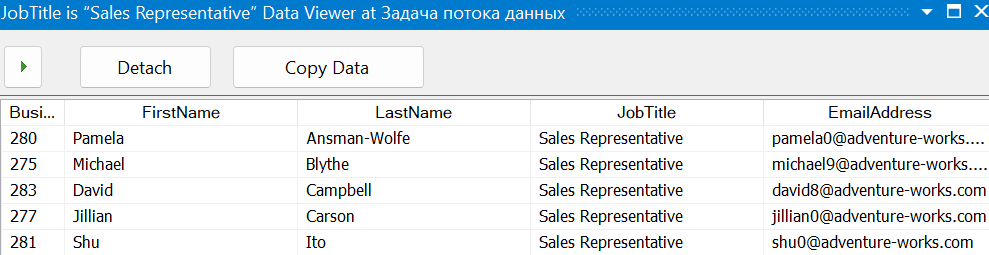 JobTitle is “Sales Representative” Data Viewer at Задача потока данных
Detach Copy Data
Busi... FirstName LastName JobTitle EmailAddress
280 Pamela Ansman-Wolfe Sales Representative pamela0@adventure-works....
275 Michael Blythe Sales Representative michael9@adventure-works....
283 David Campbell Sales Representative david8@adventure-works.com
277 Jillian Carson Sales Representative jillian0@adventure-works.com
281 Shu Ito Sales Representative shu0@adventure-works.com